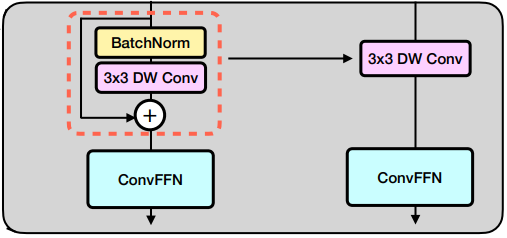 BatchNorm
3x3 DW Conv
+
ConvFFN
3x3 DW Conv
ConvFFN